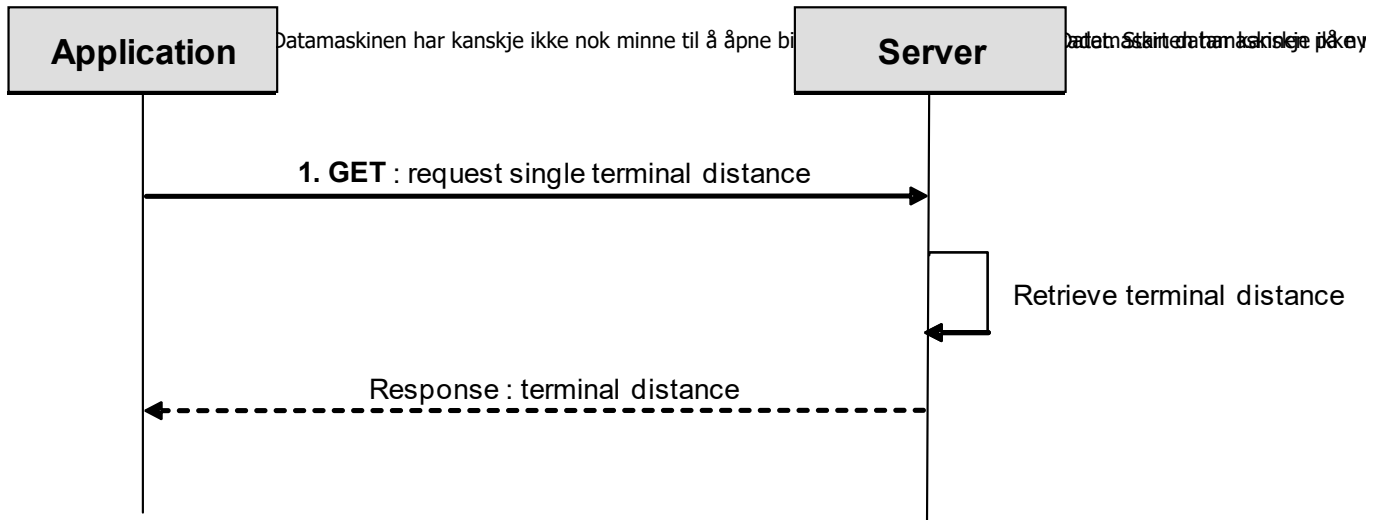 Application
Datamaskinen har kanskje ikke nok minne til å åpne bi
Server
1. GET : request single terminal distance
Retrieve terminal distance
Response : terminal distance